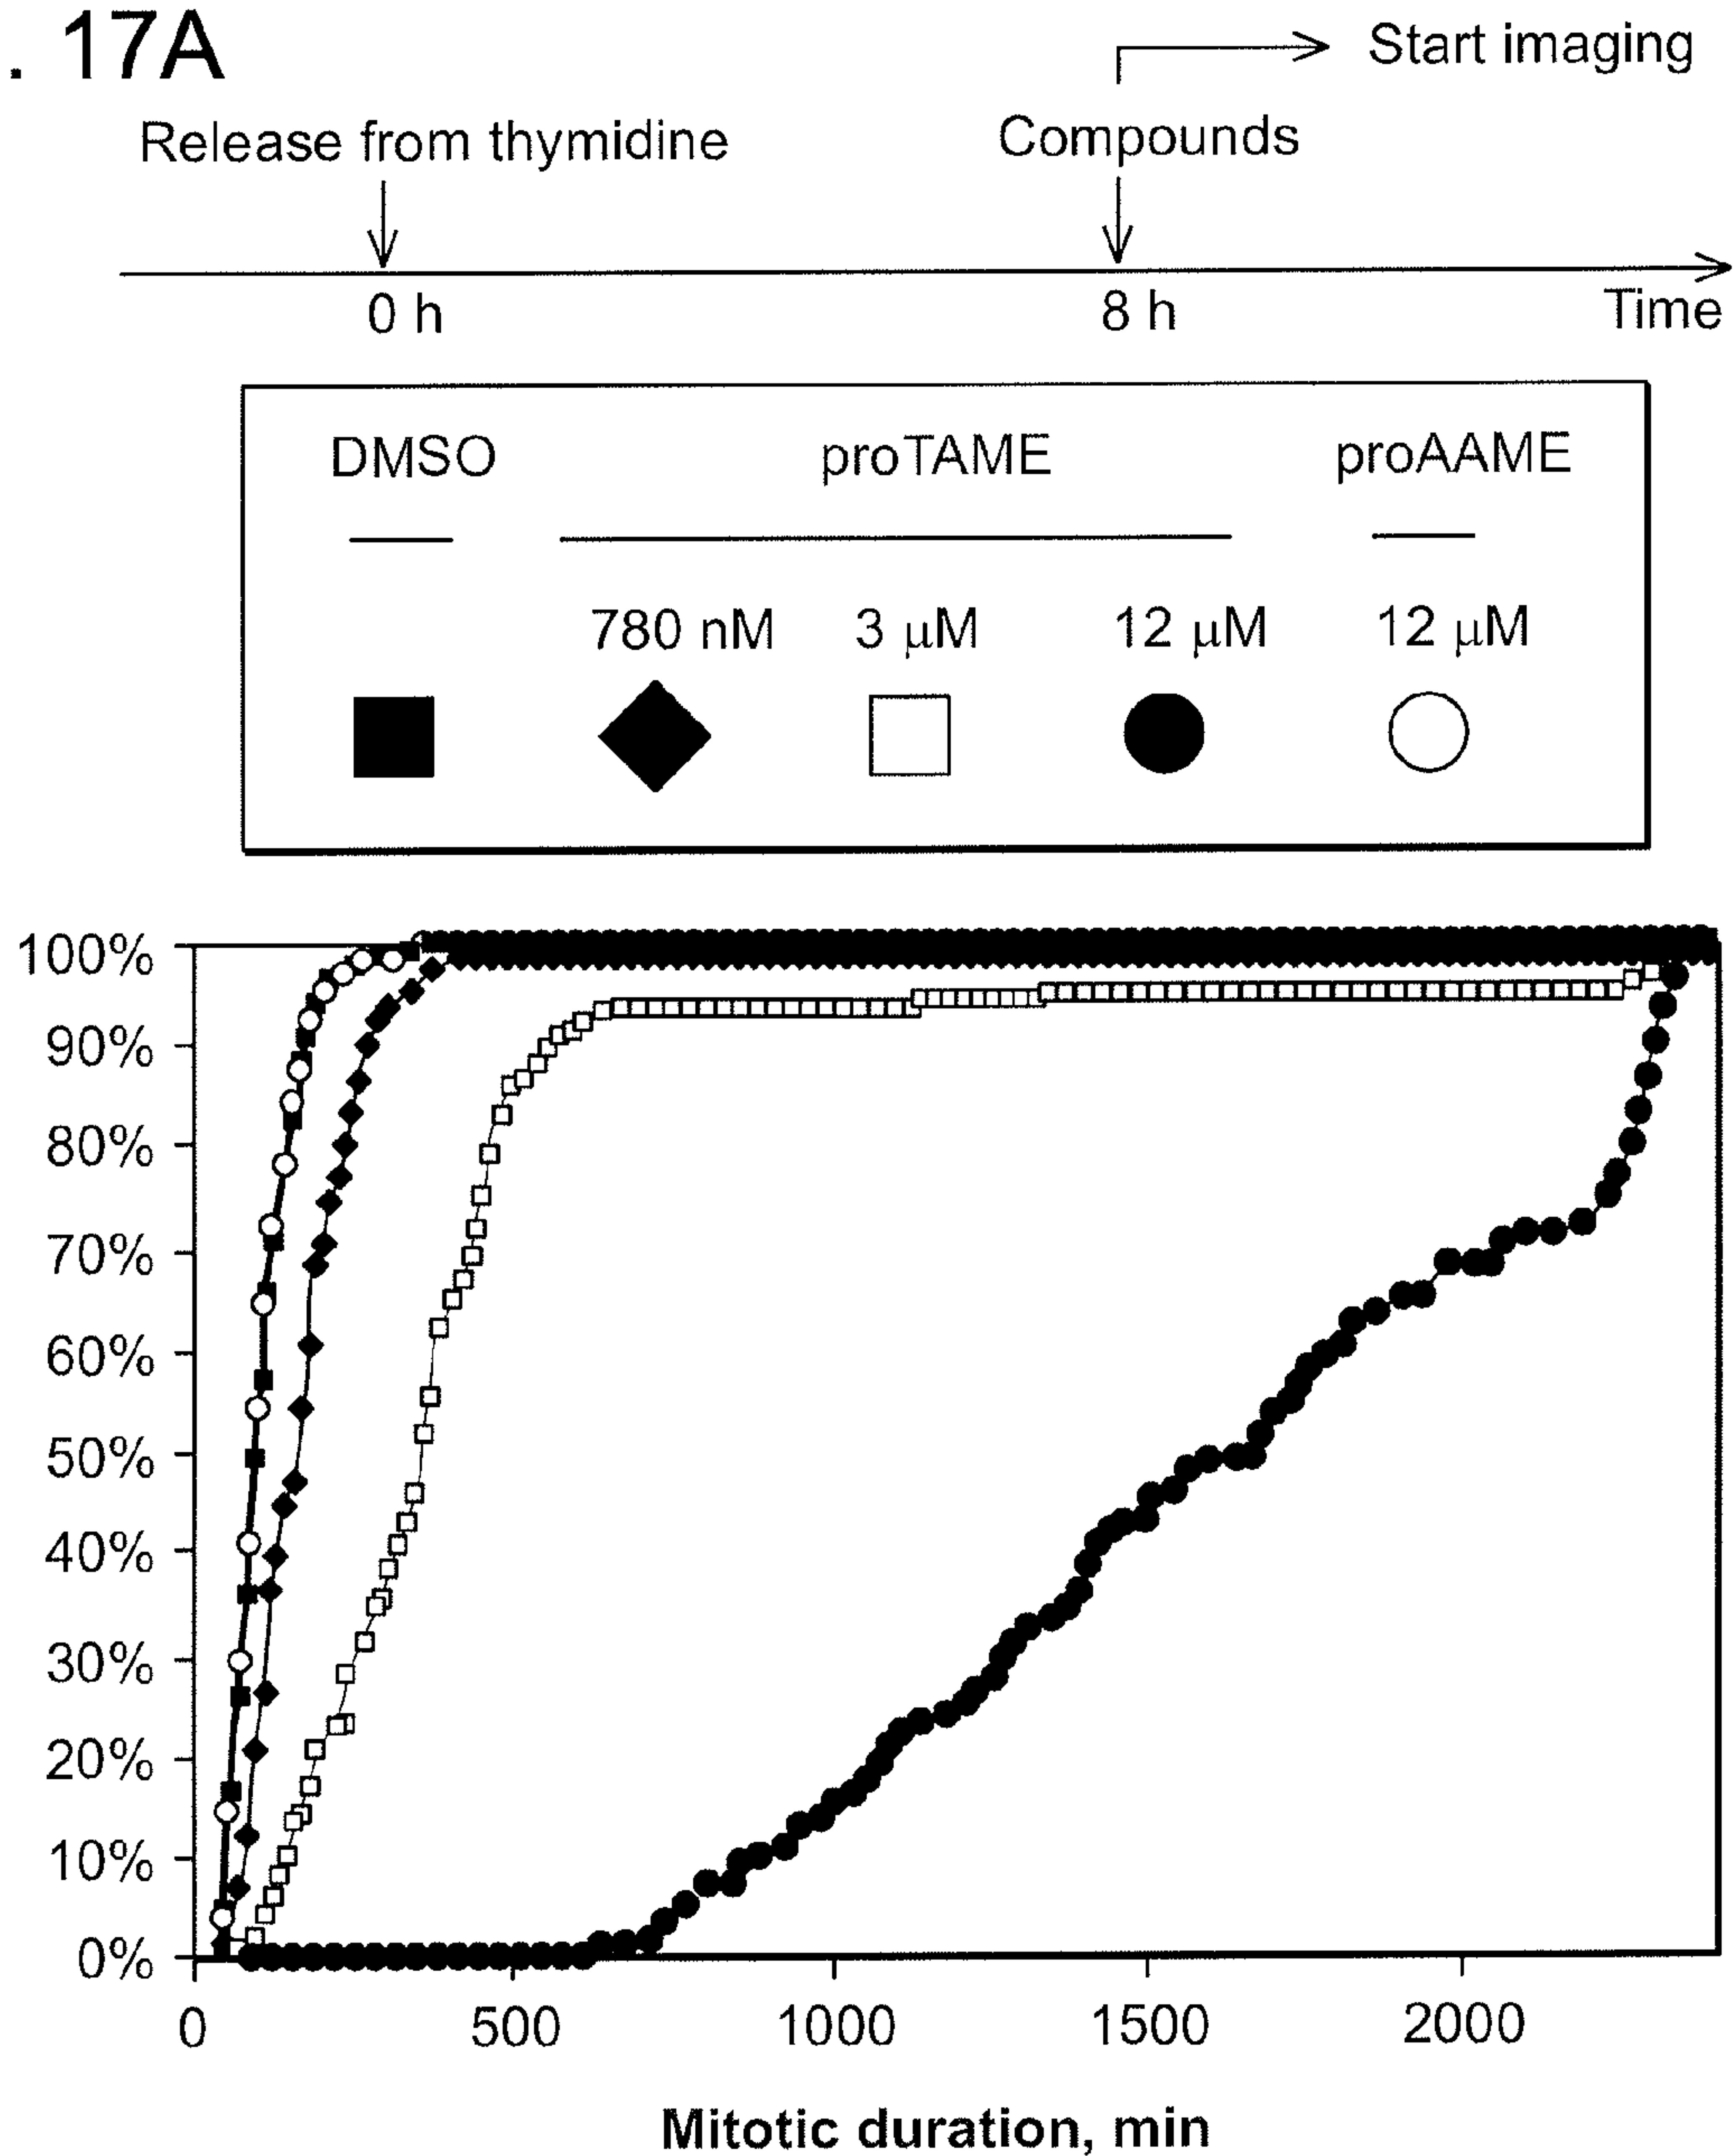 . 17A
Start imaging
Release from thymidine
Compounds
0 h
8 h
Time
DMSO
proTAME
proAAME
780 nM
3 μM
12 μM
12 μM
100%
90%
80%
70%
60%
50%
40%
30%
20%
10%
0%
0
500
1000
1500
2000
Mitotic duration, min